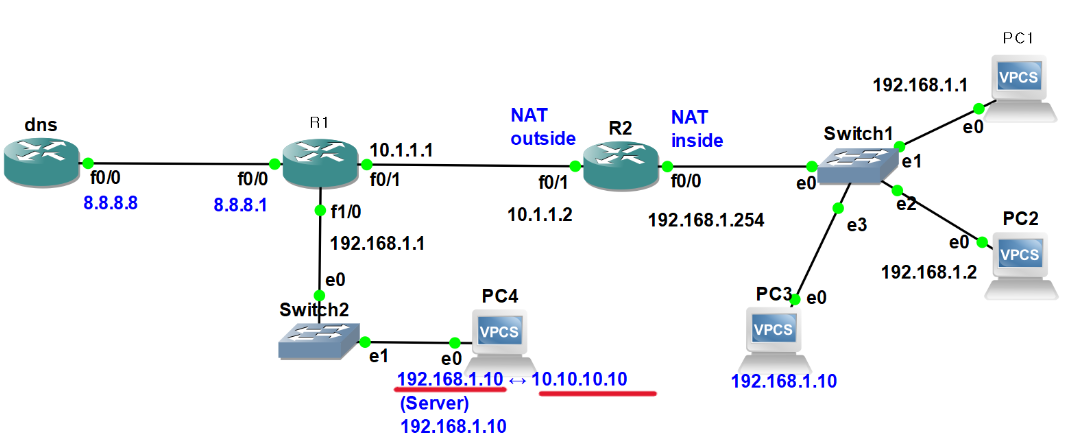 PC1
VPCS
192.168.1.1
e0
dns
R1
NAT
outside
R2
NAT
inside
Switch1
e1
10.1.1.1
f0/0
f0/0
f0/1
f0/1
f0/0
e0
8.8.8.8
8.8.8.1
10.1.1.2
192.168.1.254
e2
e3
f1/0
192.168.1.1
PC2
e0
VPCS
192.168.1.2
e0
Switch2
PC4
VPCS
e1
e0
PC3
e0
VPCS
192.168.1.10 ↔ 10.10.10.10
(Server)
192.168.1.10
192.168.1.10